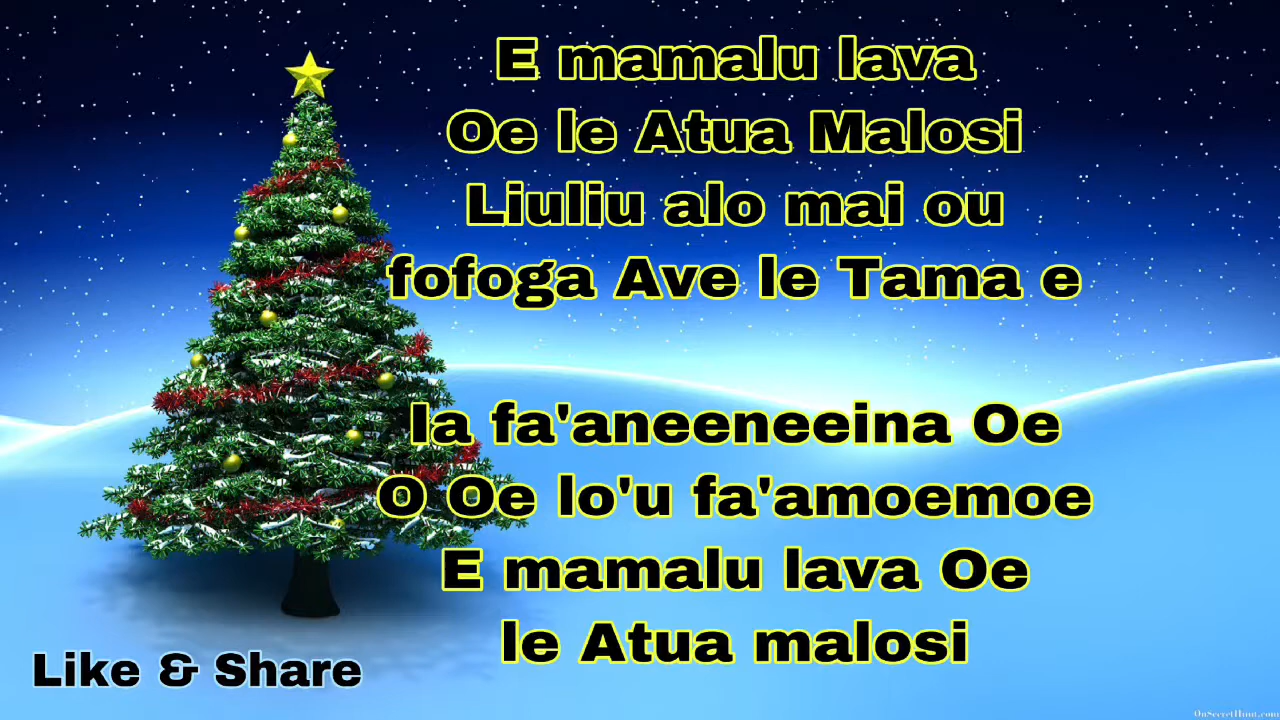 E mamalu lava
Oe le Atua Malosi
Liuliu alo mai ou
fofoga Ave le Tama e
Ia fa'aneeneeina Oe
O Oe lo'u fa'amoemoe
E mamalu lava Oe
le Atua malosi
Like & Share